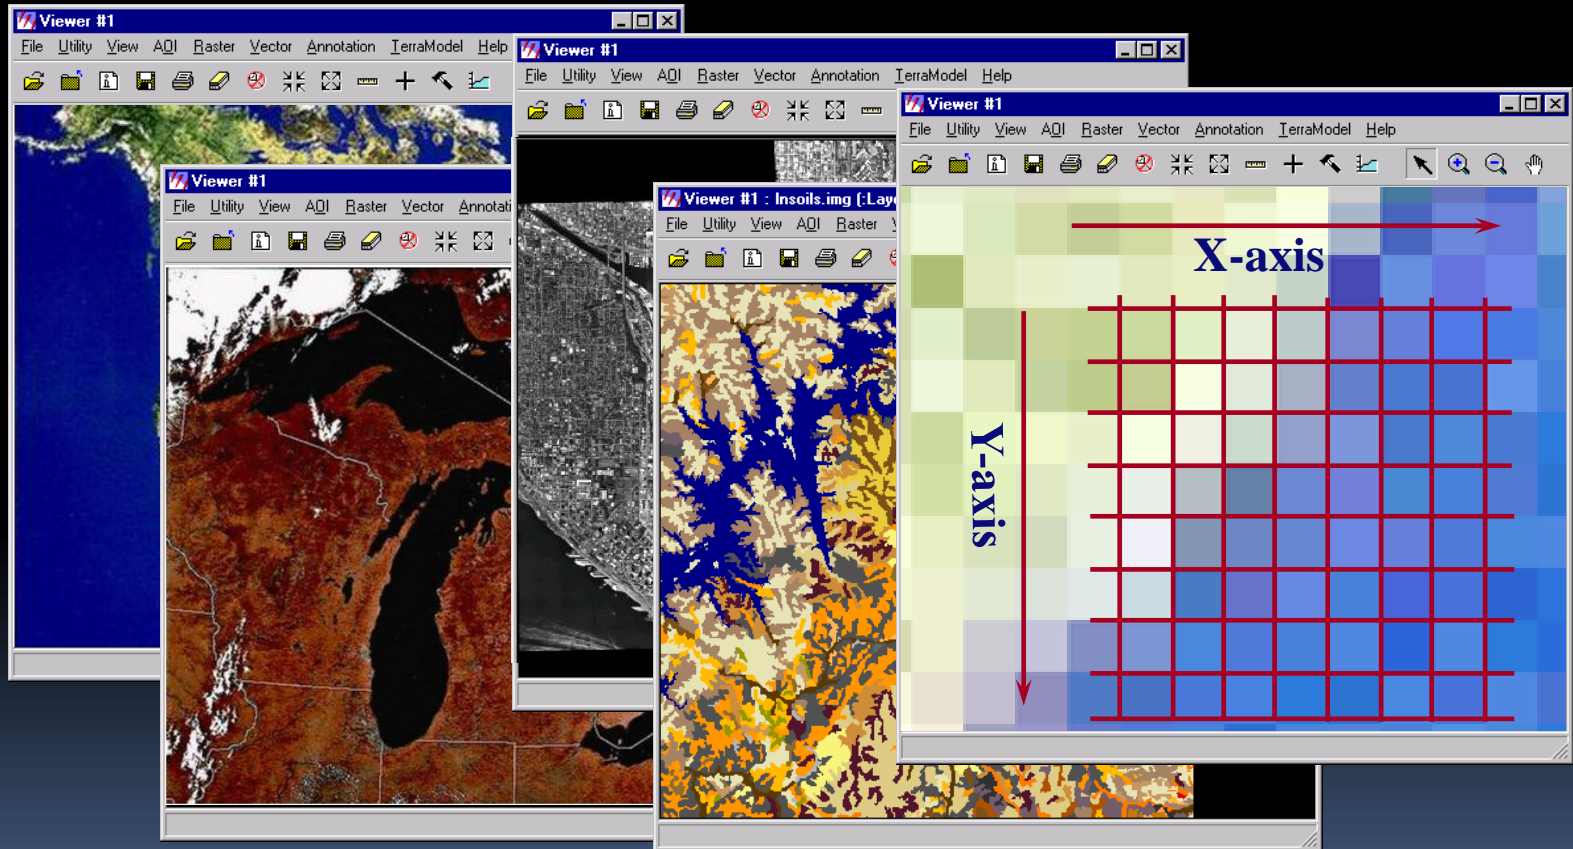 Viewer #1
File Utility View AOI Raster Vector Annotation TerraModel Help
Viewer #1
File Utility View AOI Raster Vector Annotation TerraModel Help
Viewer #1
File Utility View AOI Raster Vector Annotation TerraModel Help
Viewer #1
File Utility View AOI Raster Vector Annotati
Viewer #1 : lnsoils.img (:Lay
File Utility View AOI Raster
X-axis
Y-axis